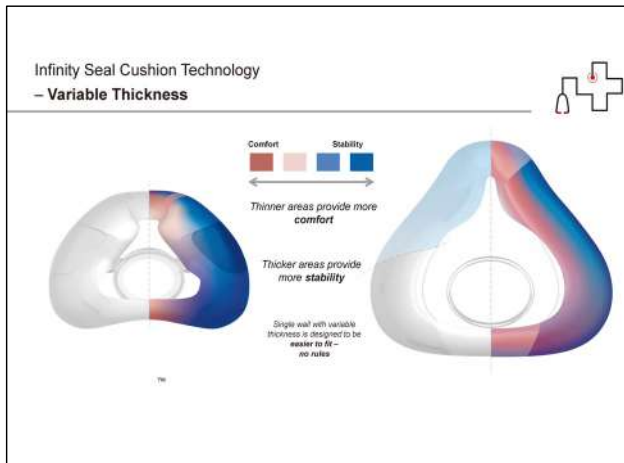 Infinity Seal Cushion Technology
– Variable Thickness
Comfort Stability
Thinner areas provide more
comfort
Thicker areas provide
more stability
Single wall with variable
thickness is designed to be
easier to fit –
no rules
TM